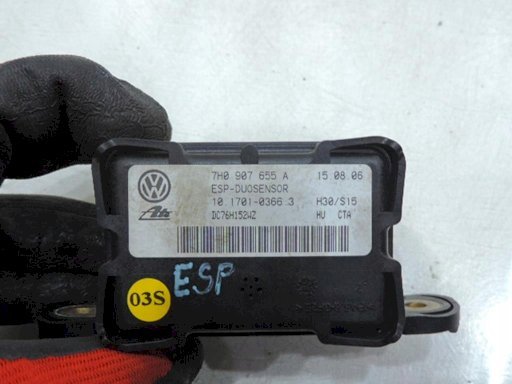 7H0 907 655 A 15 08 06
ESP-DUOSENSOR
10.1701-0366.3 H30/S15
DC76H152WZ HU CTA
Ate
03S
ESP